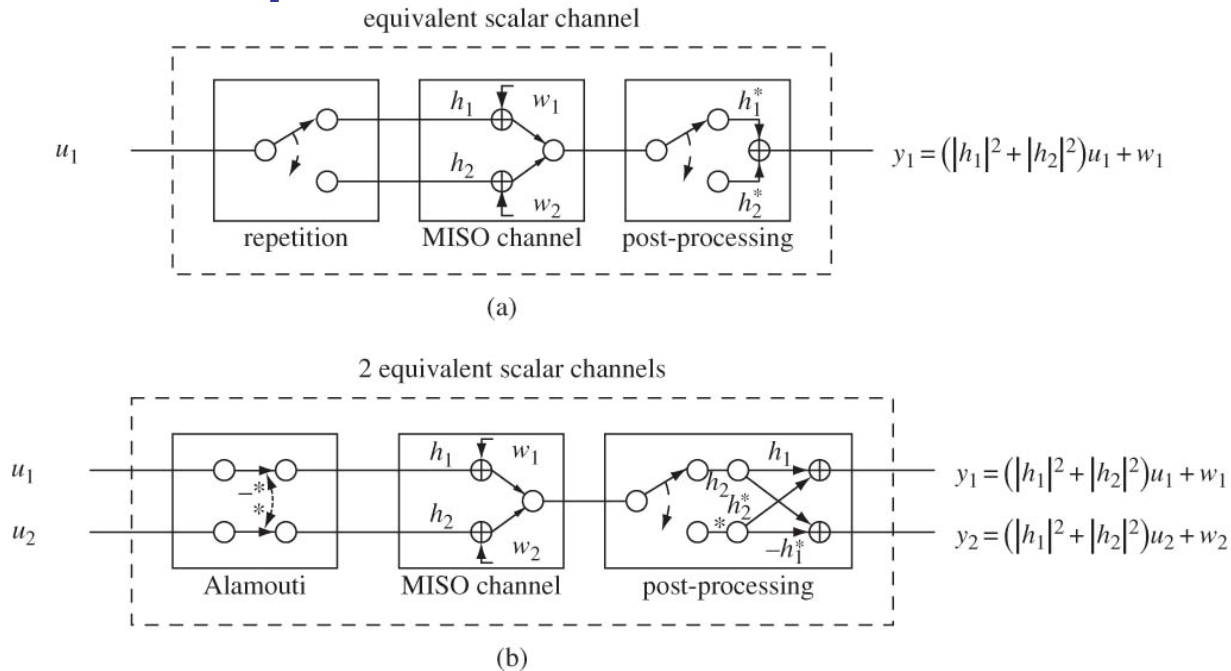 equivalent scalar channel
u₁
h₁
w₁
h₂
w₂
h₁*
h₂*
y₁ = (|h₁|² + |h₂|²)u₁ + w₁
repetition
MISO channel
post-processing
(a)
2 equivalent scalar channels
u₁
u₂
–*
*
h₁
w₁
h₂
w₂
h₁
h₂
h₂*
*
–h₁*
y₁ = (|h₁|² + |h₂|²)u₁ + w₁
y₂ = (|h₁|² + |h₂|²)u₂ + w₂
Alamouti
MISO channel
post-processing
(b)